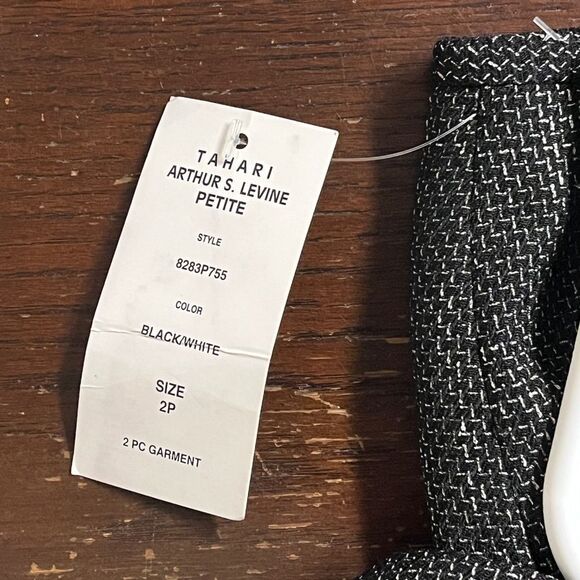 TAHARI
ARTHUR S. LEVINE
PETITE
STYLE
8283P755
COLOR
BLACK/WHITE
SIZE
2P
2 PC GARMENT